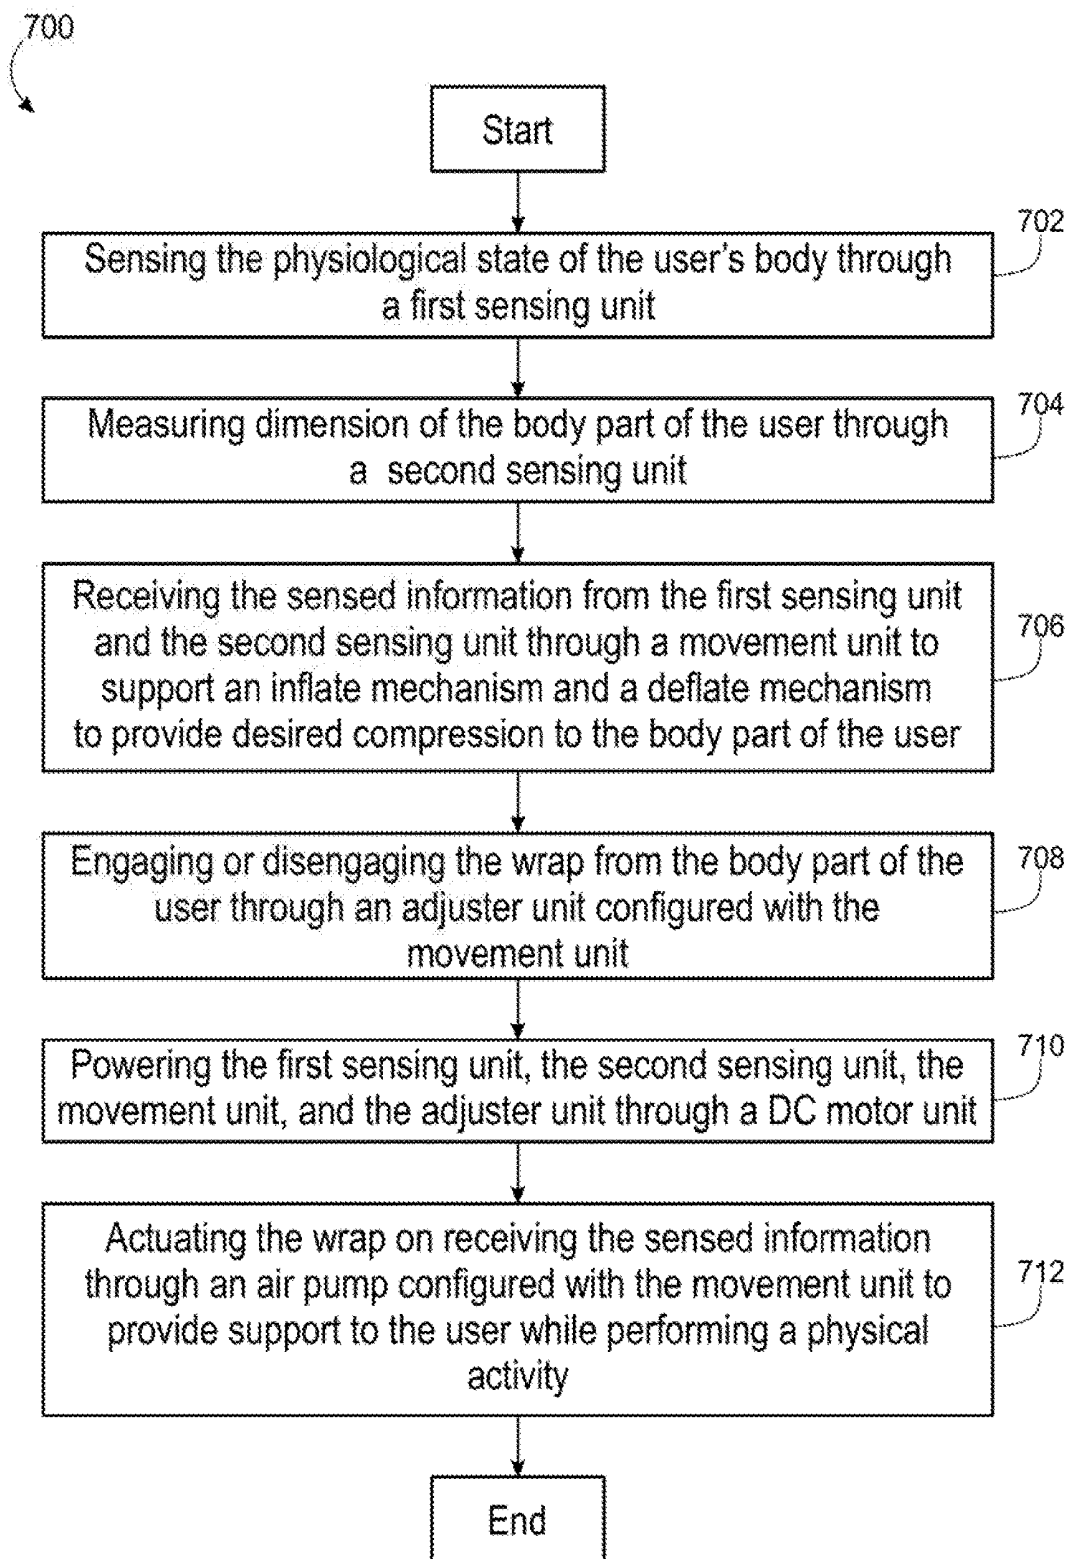 700
Start
702
Sensing the physiological state of the user's body through
a first sensing unit
704
Measuring dimension of the body part of the user through
a second sensing unit
Receiving the sensed information from the first sensing unit
and the second sensing unit through a movement unit to
706
support an inflate mechanism and a deflate mechanism
to provide desired compression to the body part of the user
Engaging or disengaging the wrap from the body part of the
708
user through an adjuster unit configured with the
movement unit
710
Powering the first sensing unit, the second sensing unit, the
movement unit, and the adjuster unit through a DC motor unit
Actuating the wrap on receiving the sensed information
712
through an air pump configured with the movement unit to
provide support to the user while performing a physical
activity
End